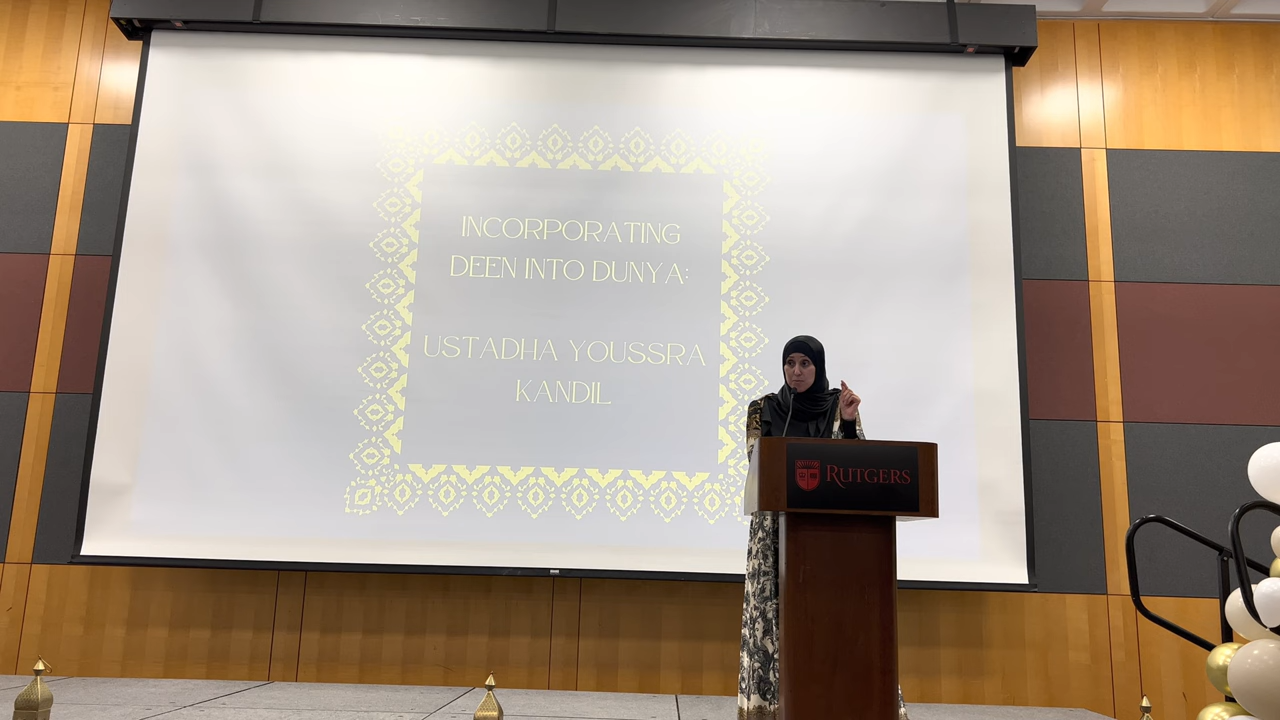 INCORPORATING
DEEN INTO DUNYA:
USTADHA YOUSSRA
KANDIL
RUTGERS